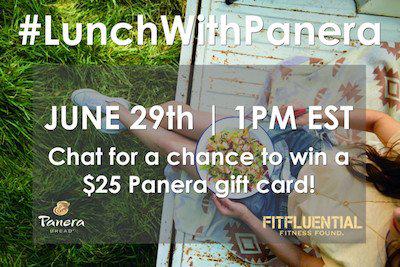 #LunchWithPanera
JUNE 29th | 1PM EST
Chat for a chance to win a
$25 Panera gift card!
Panera
BREAD®
FITFLUENTIAL
FITNESS FOUND.